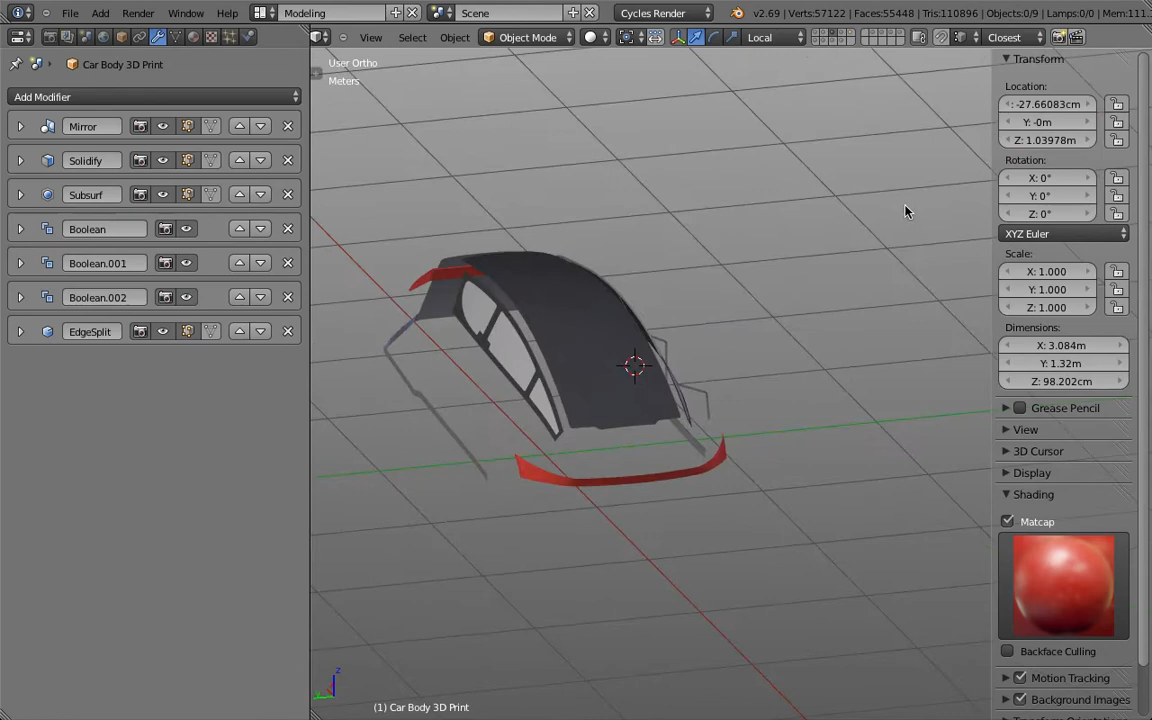 File Add Render Window Help Modeling Scene Cycles Render v2.69 | Verts:57122 | Faces:55448 | Tris:110896 | Objects:0/9 | Lamps:0/0 | Mem:111.
View Select Object Object Mode Local Closest
Car Body 3D Print
Add Modifier
Mirror
Solidify
Subsurf
Boolean
Boolean.001
Boolean.002
EdgeSplit
User Ortho
Meters
(1) Car Body 3D Print
Transform
Location:
: -27.66083cm
Y: -0m
Z: 1.03978m
Rotation:
X: 0°
Y: 0°
Z: 0°
XYZ Euler
Scale:
X: 1.000
Y: 1.000
Z: 1.000
Dimensions:
X: 3.084m
Y: 1.32m
Z: 98.202cm
Grease Pencil
View
3D Cursor
Display
Shading
Matcap
Backface Culling
Motion Tracking
Background Images